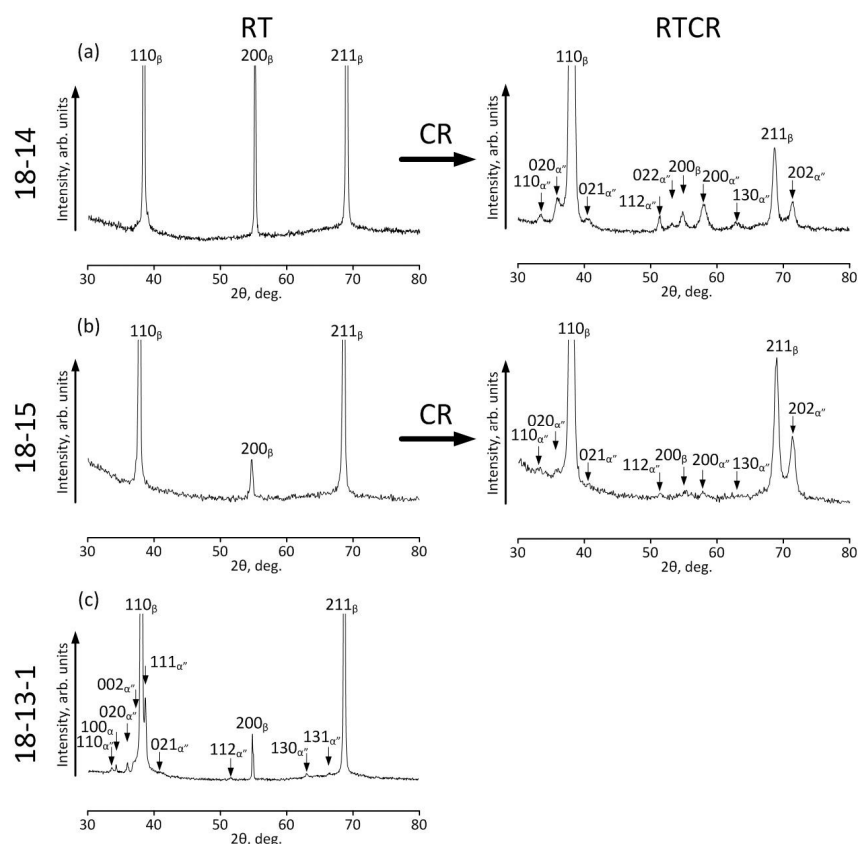 RT RTCR
18-14
(a)
Intensity, arb. units
110β 200β 211β
30 40 50 60 70 80
2θ, deg.
CR
Intensity, arb. units
110β
110α″ 020α″ 021α″ 112α″ 022α″ 200β 200α″ 130α″ 211β 202α″
30 40 50 60 70 80
2θ, deg.
18-15
(b)
Intensity, arb. units
110β 200β 211β
30 40 50 60 70 80
2θ, deg.
CR
Intensity, arb. units
110β
110α″ 020α″ 021α″ 112α″ 200β 200α″ 130α″ 211β 202α″
30 40 50 60 70 80
2θ, deg.
18-13-1
(c)
Intensity, arb. units
110β 211β
110α″ 100α 020α″ 002α″ 111α″ 021α″ 112α″ 200β 130α″ 131α″
30 40 50 60 70 80
2θ, deg.